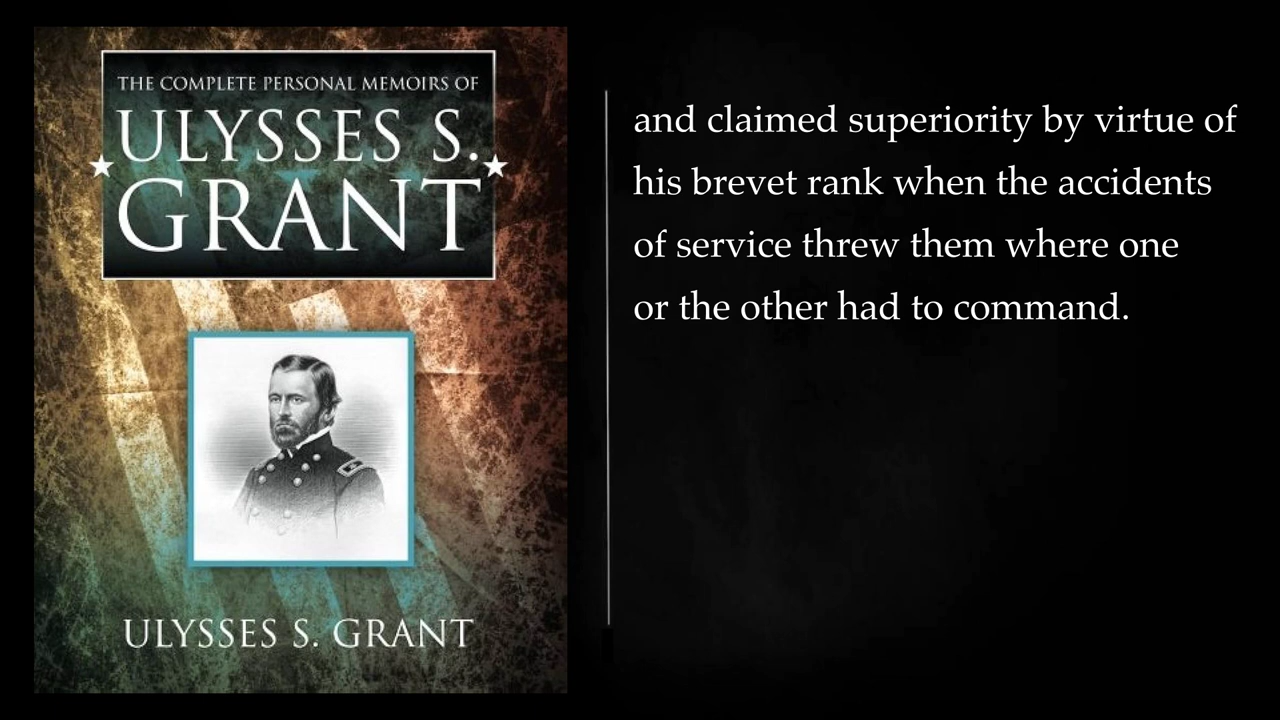 THE COMPLETE PERSONAL MEMOIRS OF
ULYSSES S.
GRANT
ULYSSES S. GRANT
and claimed superiority by virtue of
his brevet rank when the accidents
of service threw them where one
or the other had to command.